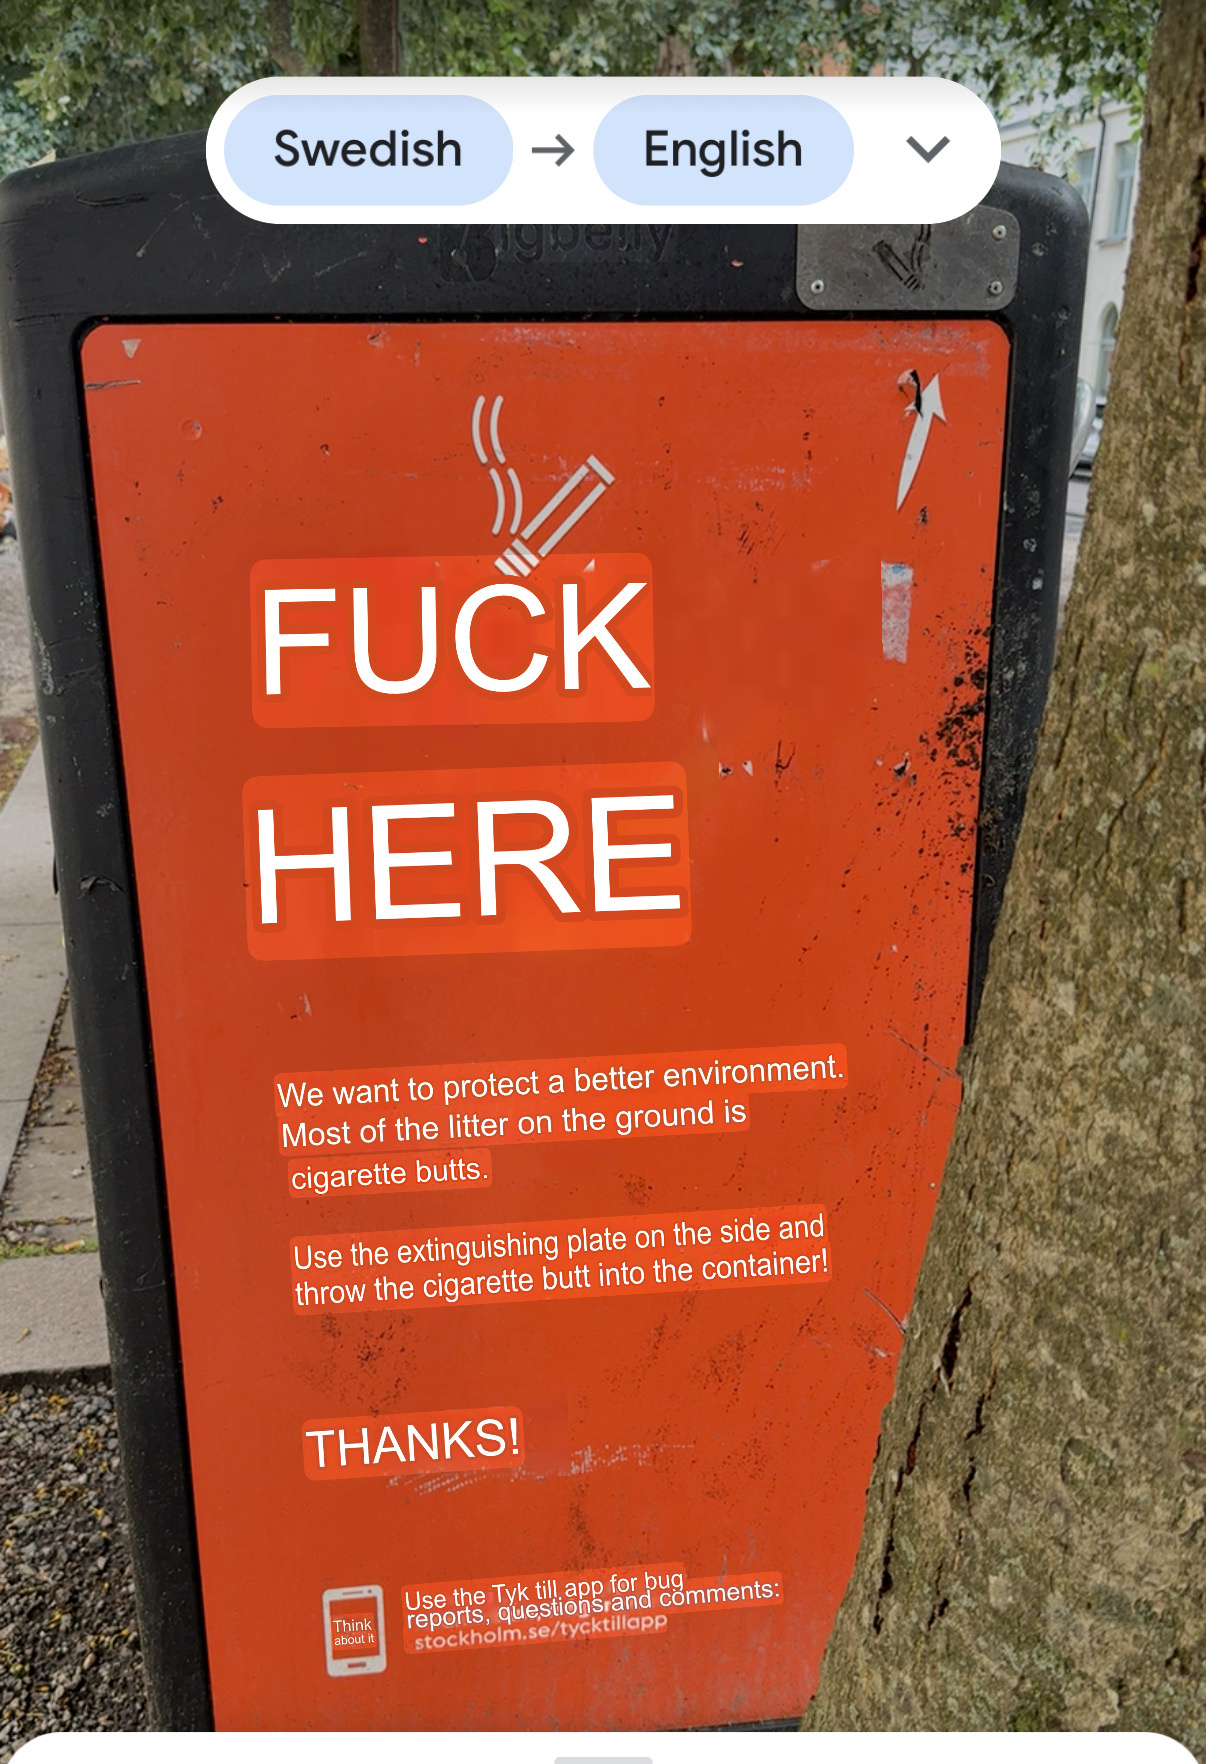 Swedish → English
Bigbelly
FUCK
HERE
We want to protect a better environment.
Most of the litter on the ground is
cigarette butts.
Use the extinguishing plate on the side and
throw the cigarette butt into the container!
THANKS!
Think
about it
Use the Tyk till app for bug
reports, questions and comments:
stockholm.se/tycktillapp